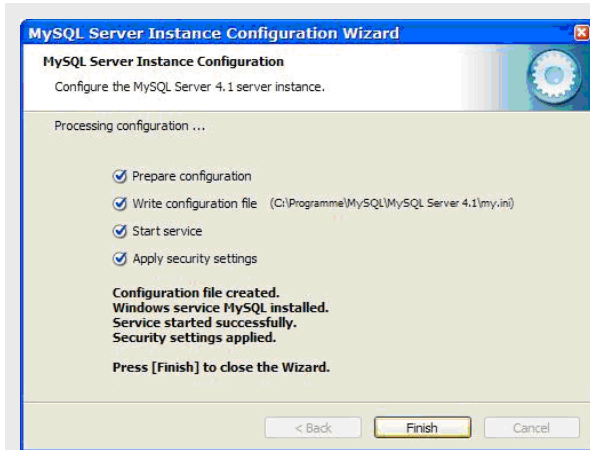 MySQL Server Instance Configuration Wizard
MySQL Server Instance Configuration
Configure the MySQL Server 4.1 server instance.
Processing configuration ...
Prepare configuration
Write configuration file (C:\Programme\MySQL\MySQL Server 4.1\my.ini)
Start service
Apply security settings
Configuration file created.
Windows service MySQL installed.
Service started successfully.
Security settings applied.
Press [Finish] to close the Wizard.
< Back Finish Cancel